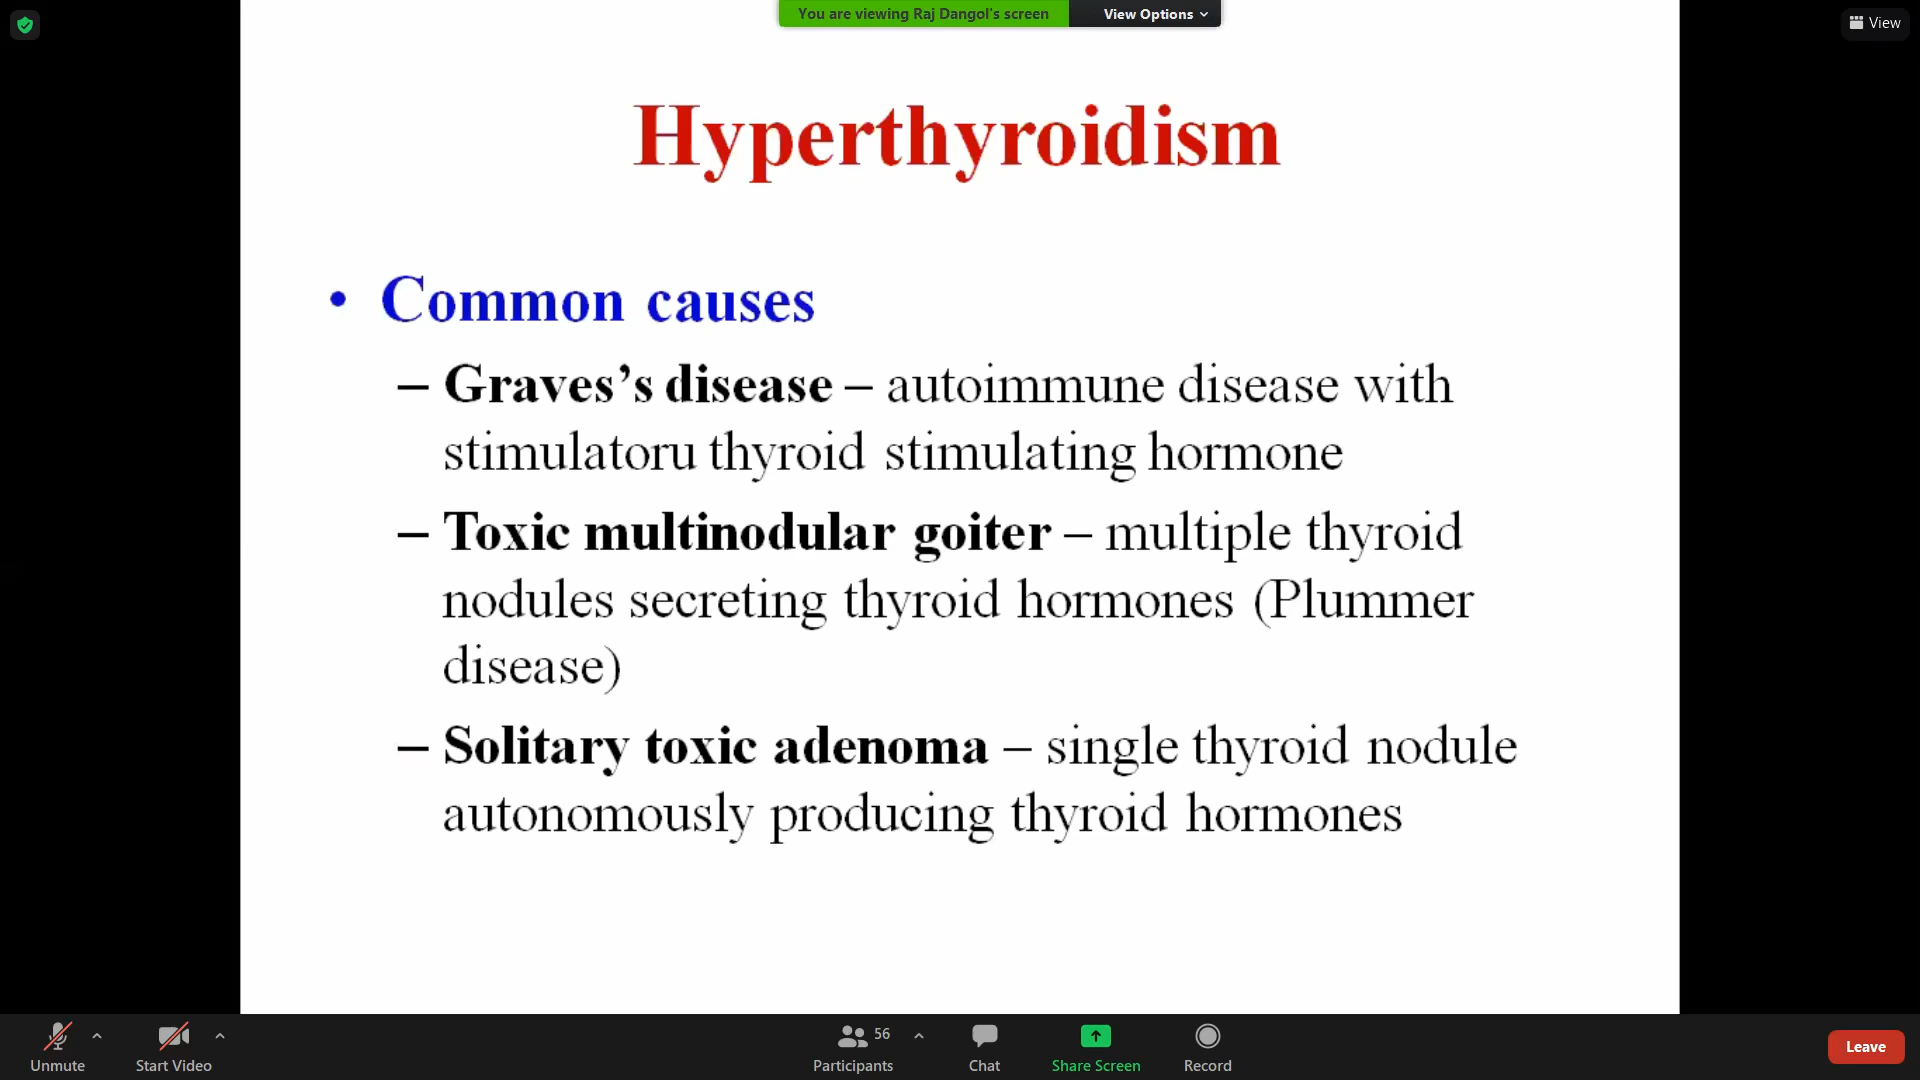 You are viewing Raj Dangol's screen
View Options
View
Hyperthyroidism
• Common causes
– Graves’s disease – autoimmune disease with
stimulatoru thyroid stimulating hormone
– Toxic multinodular goiter – multiple thyroid
nodules secreting thyroid hormones (Plummer
disease)
– Solitary toxic adenoma – single thyroid nodule
autonomously producing thyroid hormones
Unmute
Start Video
56
Participants
Chat
Share Screen
Record
Leave